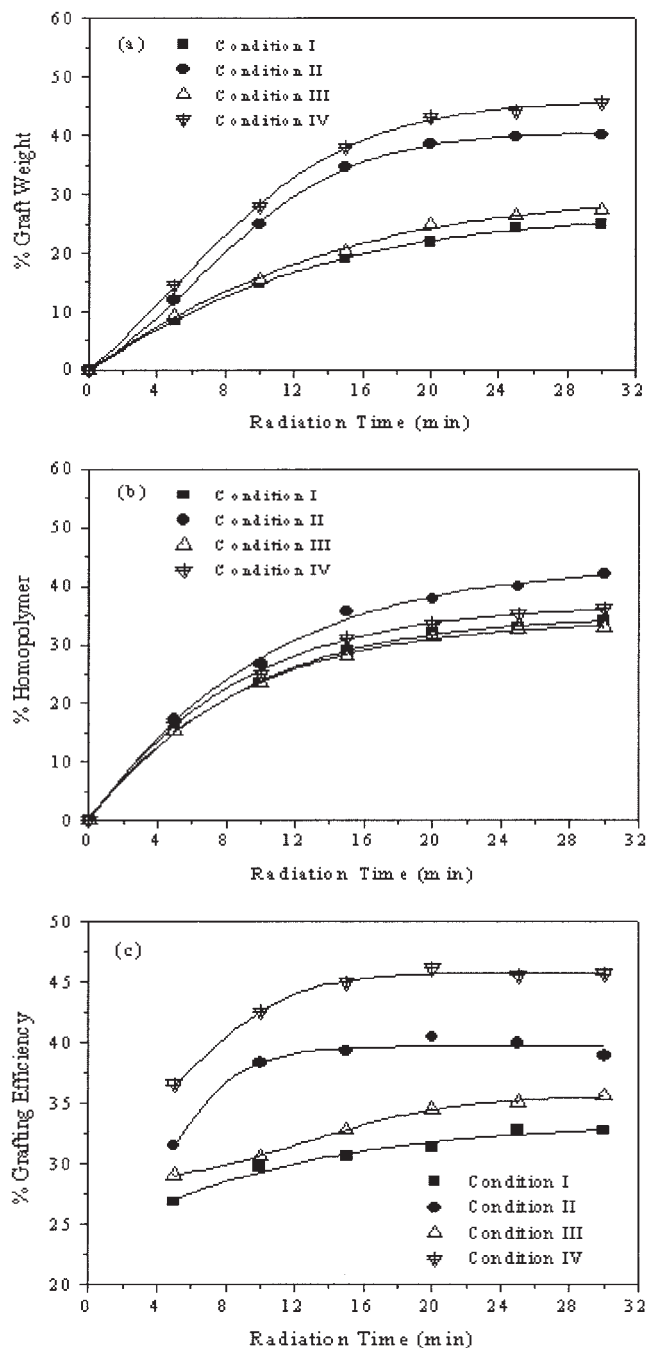 60
50
40
30
20
10
0
% Graft Weight
(a)
Condition I
Condition II
Condition III
Condition IV
0 4 8 12 16 20 24 28 32
Radiation Time (min)
60
50
40
30
20
10
0
% Homopolymer
(b)
Condition I
Condition II
Condition III
Condition IV
0 4 8 12 16 20 24 28 32
Radiation Time (min)
50
45
40
35
30
25
20
% Grafting Efficiency
(c)
Condition I
Condition II
Condition III
Condition IV
0 4 8 12 16 20 24 28 32
Radiation Time (min)